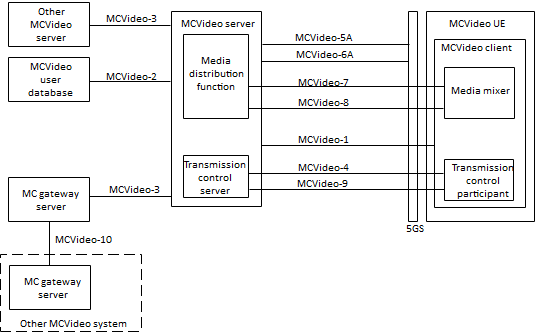 Other
MCVideo
server
MCVideo-3
MCVideo server
MCVideo UE
MCVideo-5A
MCVideo client
MCVideo-6A
Media
distribution
function
MCVideo
user
database
MCVideo-2
MCVideo-7
Media mixer
MCVideo-8
MCVideo-1
Transmission
control
server
MCVideo-4
MCVideo-9
Transmission
control
participant
MC gateway
server
MCVideo-3
5GS
MCVideo-10
MC gateway
server
Other MCVideo system